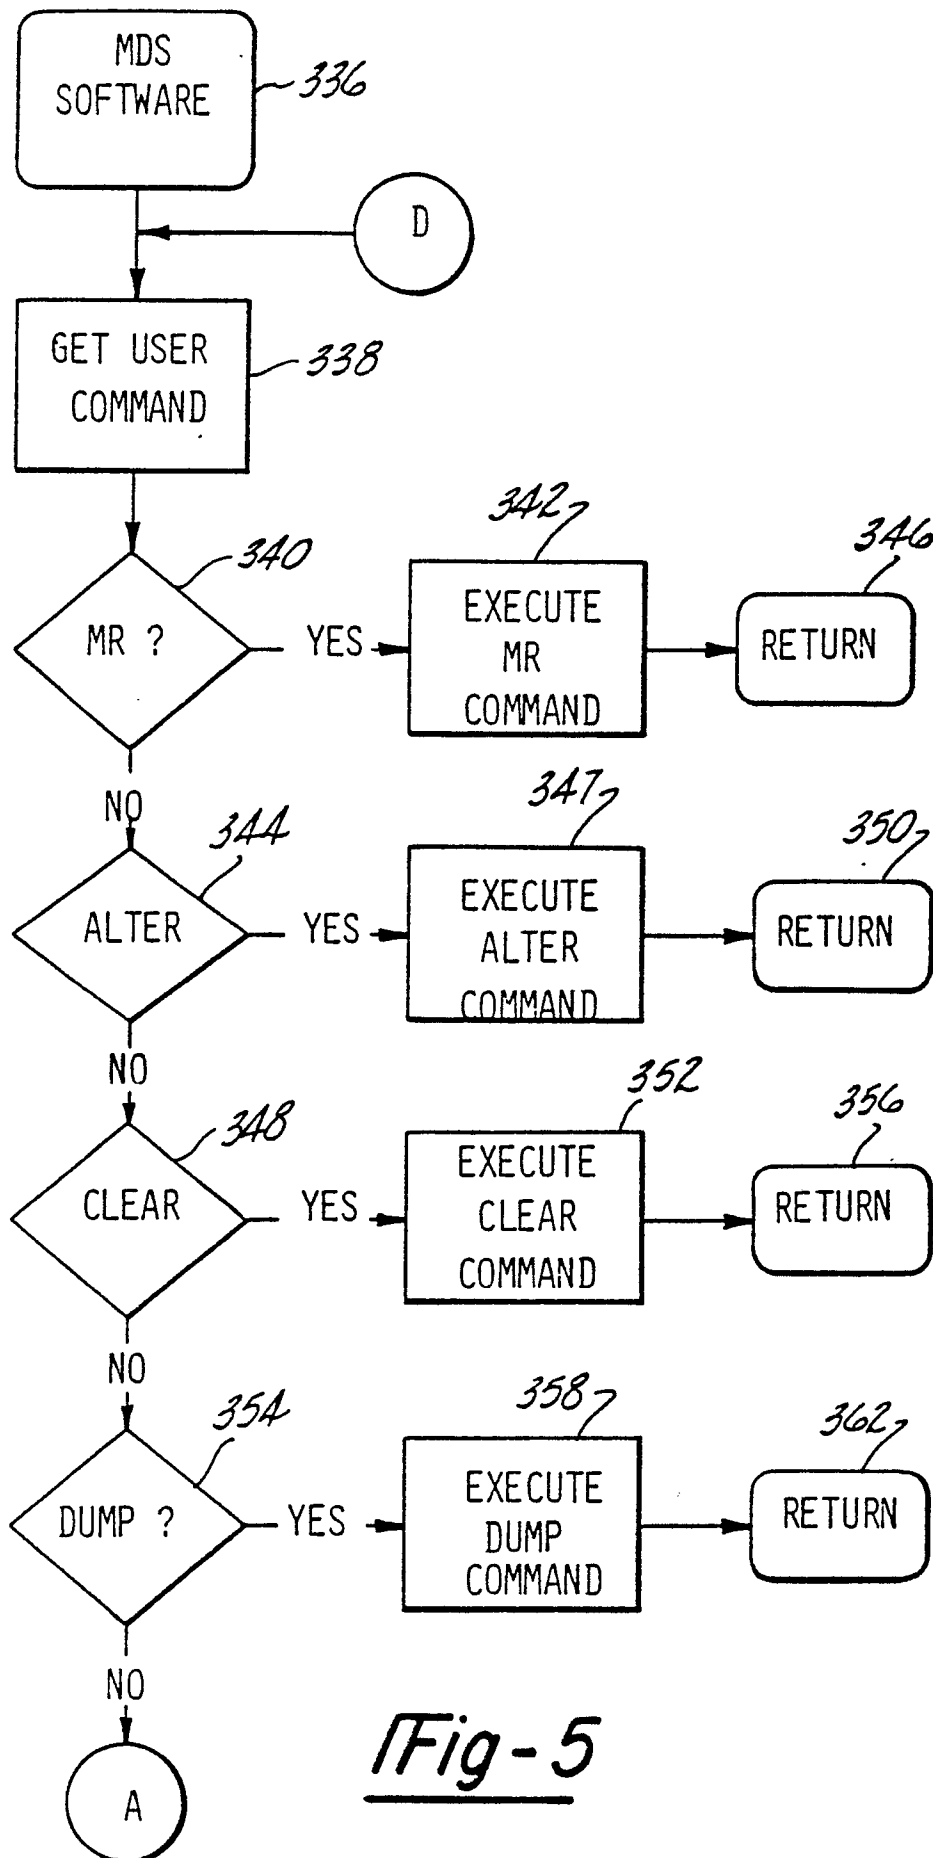 MDS
SOFTWARE
336
D
GET USER
COMMAND
338
340
MR ?
YES
342
EXECUTE
MR
COMMAND
346
RETURN
NO
344
ALTER
YES
347
EXECUTE
ALTER
COMMAND
350
RETURN
NO
348
CLEAR
YES
352
EXECUTE
CLEAR
COMMAND
356
RETURN
NO
354
DUMP ?
YES
358
EXECUTE
DUMP
COMMAND
362
RETURN
NO
A
Fig-5